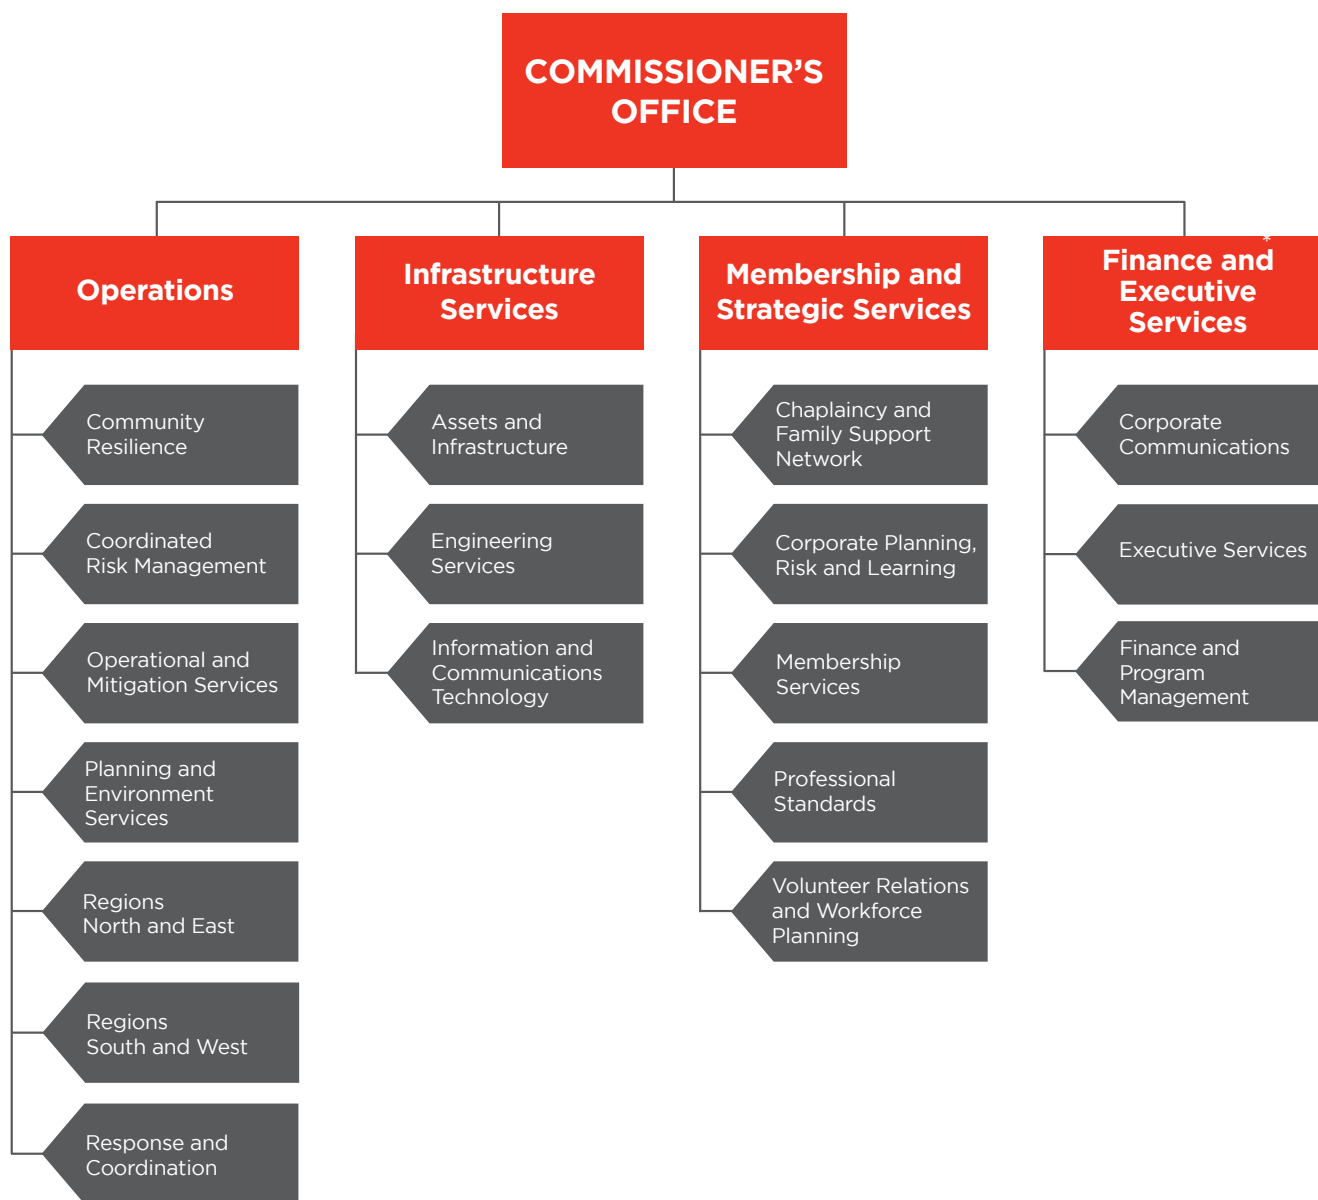 COMMISSIONER’S
OFFICE
Operations
Community
Resilience
Coordinated
Risk Management
Operational and
Mitigation Services
Planning and
Environment
Services
Regions
North and East
Regions
South and West
Response and
Coordination
Infrastructure
Services
Assets and
Infrastructure
Engineering
Services
Information and
Communications
Technology
Membership and
Strategic Services
Chaplaincy and
Family Support
Network
Corporate Planning,
Risk and Learning
Membership
Services
Professional
Standards
Volunteer Relations
and Workforce
Planning
*
Finance and
Executive
Services
Corporate
Communications
Executive Services
Finance and
Program
Management